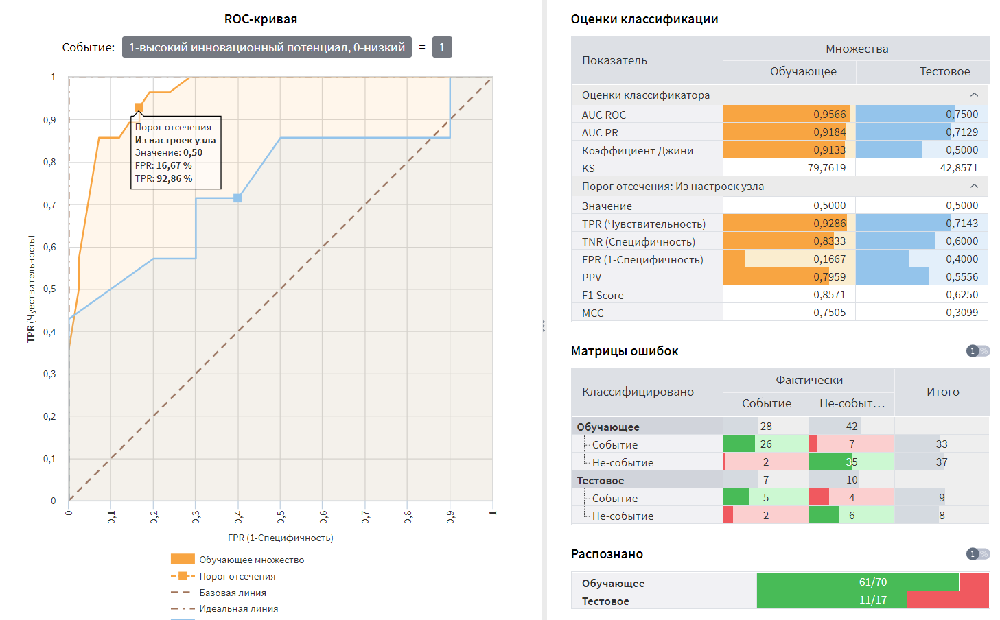 ROC-кривая
Событие: 1-высокий инновационный потенциал, 0-низкий = 1
1
0,9
0,8
0,7
0,6
0,5
0,4
0,3
0,2
0,1
0
TPR (Чувствительность)
Порог отсечения
Из настроек узла
Значение: 0,50
FPR: 16,67 %
TPR: 92,86 %
0 0,1 0,2 0,3 0,4 0,5 0,6 0,7 0,8 0,9 1
FPR (1-Специфичность)
Обучающее множество
Порог отсечения
Базовая линия
Идеальная линия
Оценки классификации
Показатель Множества
Обучающее Тестовое
Оценки классификатора
AUC ROC 0,9566 0,7500
AUC PR 0,9184 0,7129
Коэффициент Джини 0,9133 0,5000
KS 79,7619 42,8571
Порог отсечения: Из настроек узла
Значение 0,5000 0,5000
TPR (Чувствительность) 0,9286 0,7143
TNR (Специфичность) 0,8333 0,6000
FPR (1-Специфичность) 0,1667 0,4000
PPV 0,7959 0,5556
F1 Score 0,8571 0,6250
MCC 0,7505 0,3099
Матрицы ошибок 1 %
Классифицировано Фактически Итого
Событие Не-событ...
Обучающее 28 42
Событие 26 7 33
Не-событие 2 35 37
Тестовое 7 10
Событие 5 4 9
Не-событие 2 6 8
Распознано 1 %
Обучающее 61/70
Тестовое 11/17